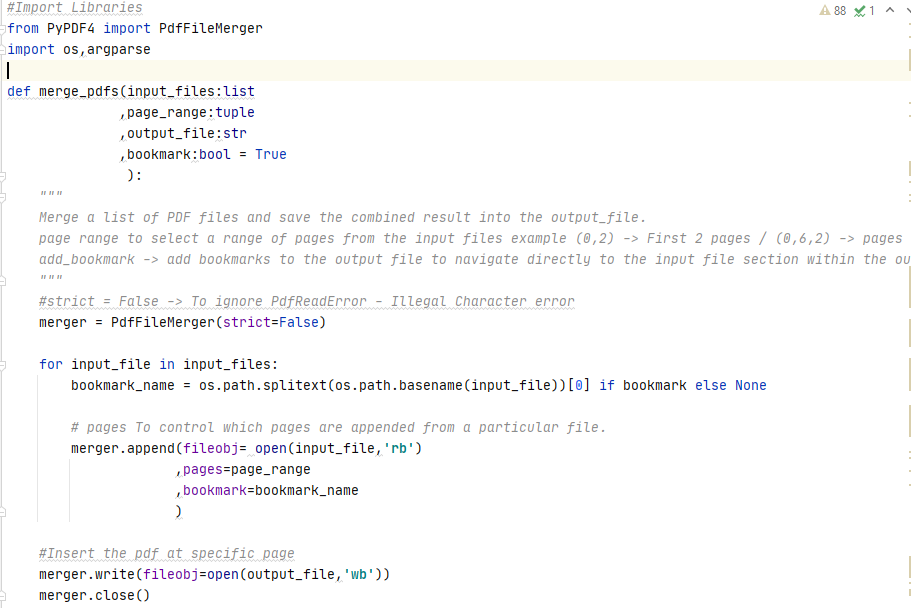 #Import Libraries
88 1
from PyPDF4 import PdfFileMerger
import os,argparse
def merge_pdfs(input_files:list
,page_range:tuple
,output_file:str
,bookmark:bool = True
):
"""
Merge a list of PDF files and save the combined result into the output_file.
page range to select a range of pages from the input files example (0,2) -> First 2 pages / (0,6,2) -> pages
add_bookmark -> add bookmarks to the output file to navigate directly to the input file section within the ou
"""
#strict = False -> To ignore PdfReadError - Illegal Character error
merger = PdfFileMerger(strict=False)
for input_file in input_files:
bookmark_name = os.path.splitext(os.path.basename(input_file))[0] if bookmark else None
# pages To control which pages are appended from a particular file.
merger.append(fileobj= open(input_file,'rb')
,pages=page_range
,bookmark=bookmark_name
)
#Insert the pdf at specific page
merger.write(fileobj=open(output_file,'wb'))
merger.close()